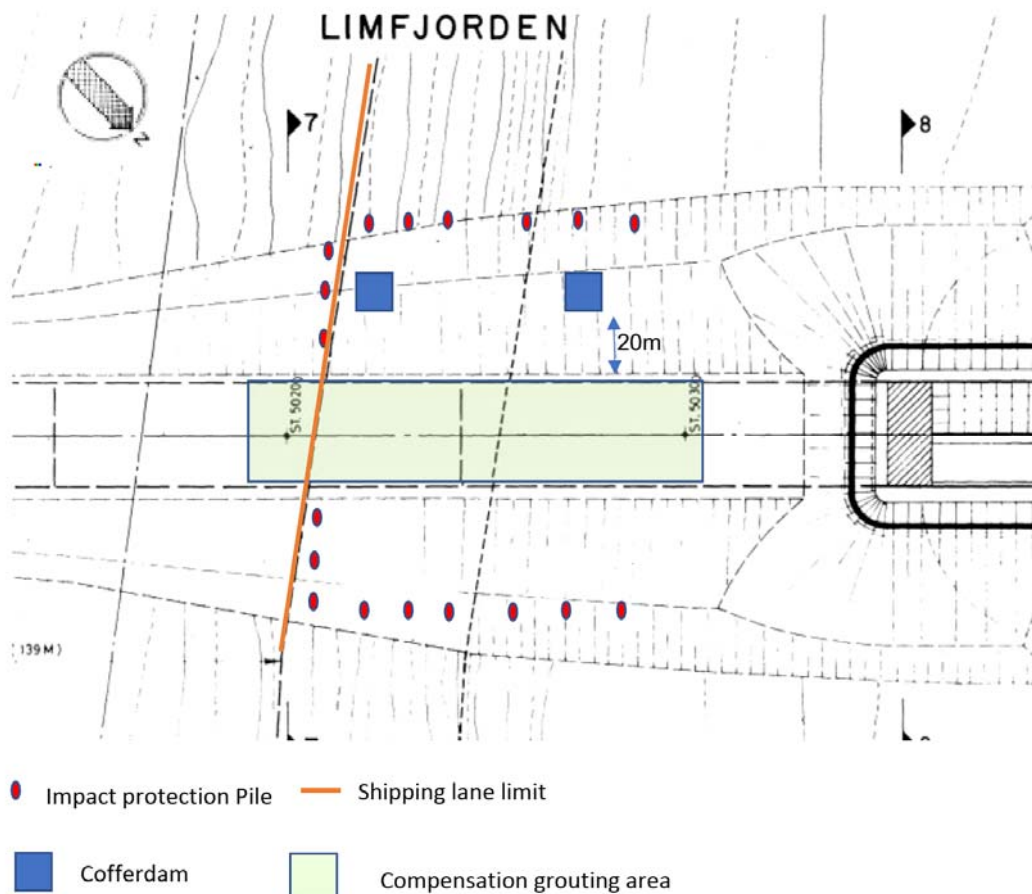 LIMFJORDEN
N
7
8
20m
ST. 50200
ST. 50300
139 M )
7
Impact protection Pile
Shipping lane limit
Cofferdam
Compensation grouting area